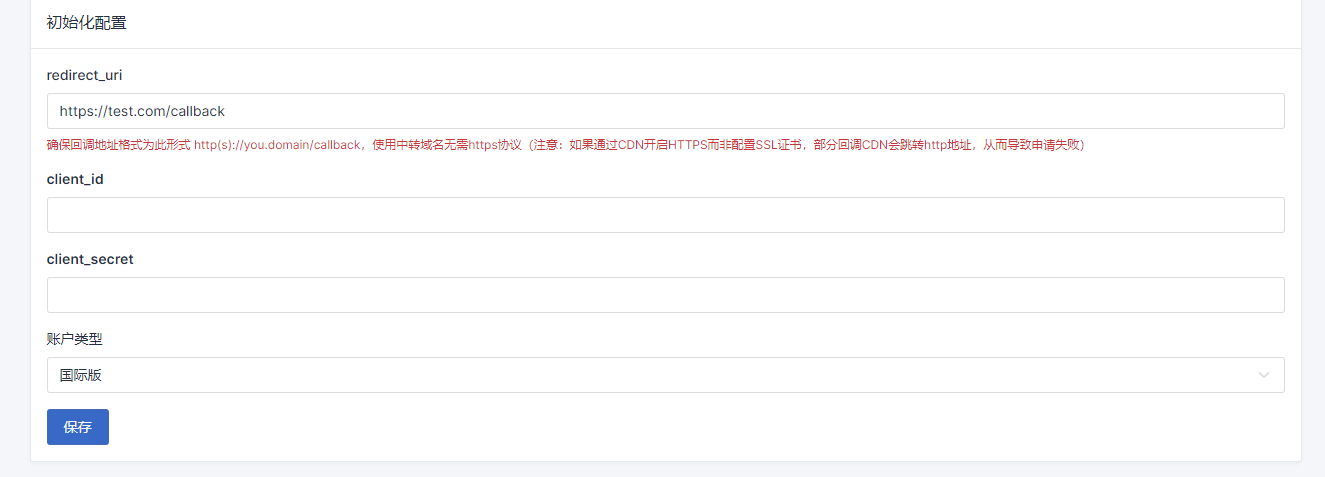 初始化配置
redirect_uri
https://test.com/callback
确保回调地址格式为此形式 http(s)://you.domain/callback，使用中转域名无需https协议（注意：如果通过CDN开启HTTPS而非配置SSL证书，部分回调CDN会跳转http地址，从而导致申请失败）
client_id
client_secret
账户类型
国际版
保存